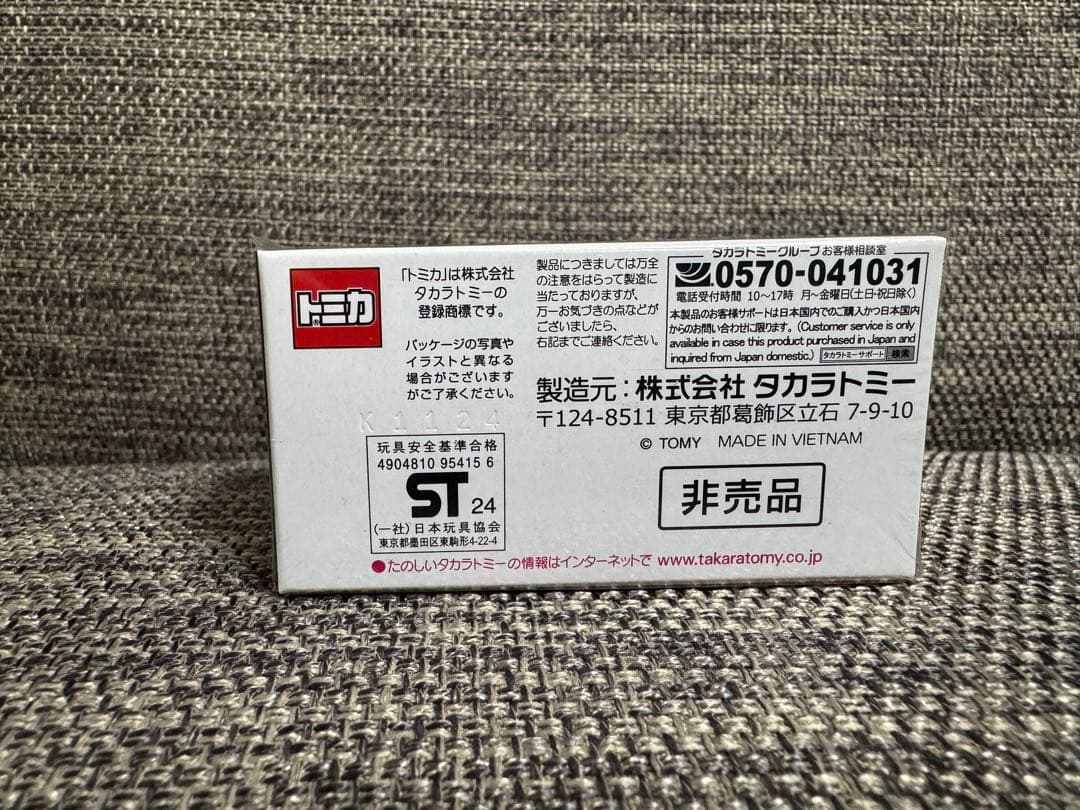 トミカ®
「トミカ」は株式会社
タカラトミーの
登録商標です。
パッケージの写真や
イラストと異なる
場合がございます
がご了承ください。
K1124
玩具安全基準合格
4904810 95415 6
ST 24
(一社)日本玩具協会
東京都墨田区東駒形4-22-4
製品につきましては万全
の注意をはらって製造に
当たっておりますが、
万一お気づきの点などが
ございましたら、
右記までご連絡ください。
タカラトミーグループお客様相談室
0570-041031
電話受付時間 10〜17時 月〜金曜日(土日・祝日除く)
本製品のお客様サポートは日本国内でのご購入かつ日本国内
からのお問い合わせに限ります。(Customer service is only
available in case this product purchased in Japan and
inquired from Japan domestic.) タカラトミーサポート 検索
製造元:株式会社 タカラトミー
〒124-8511 東京都葛飾区立石 7-9-10
© TOMY MADE IN VIETNAM
非売品
●たのしいタカラトミーの情報はインターネットで www.takaratomy.co.jp